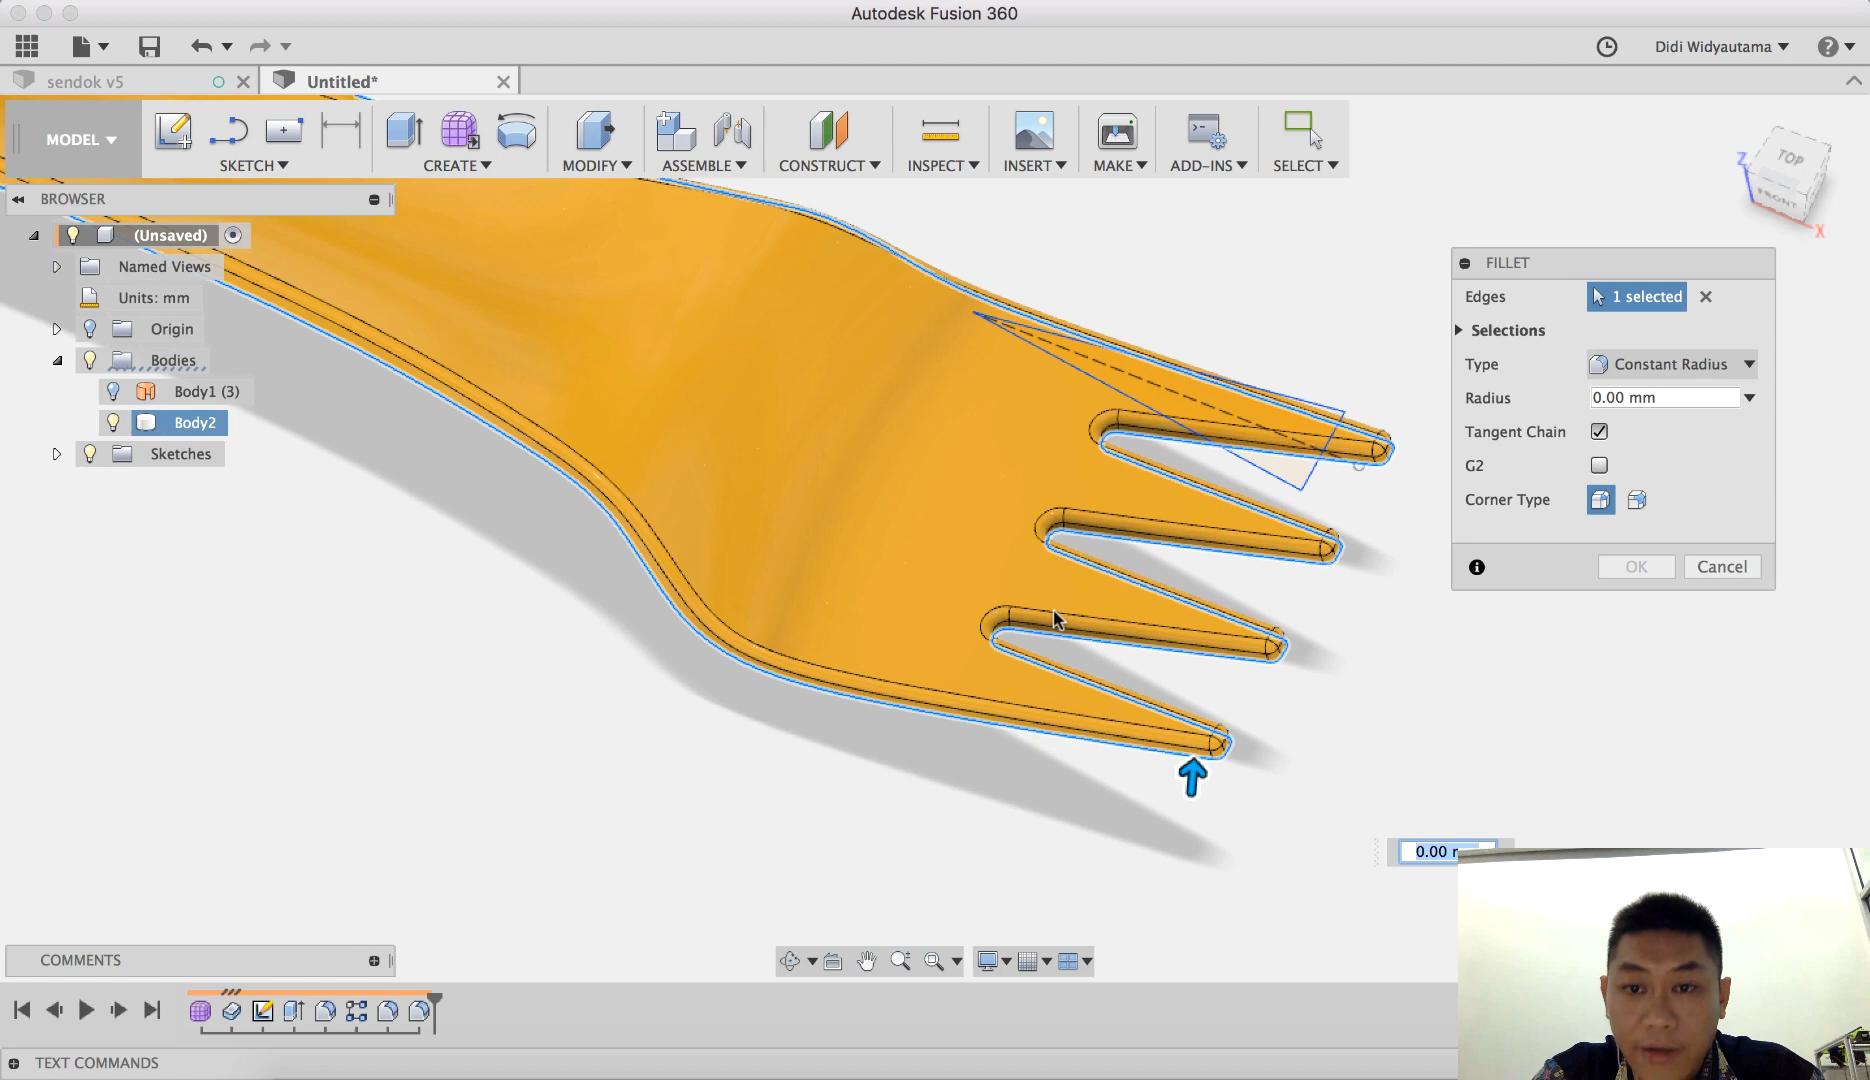 Autodesk Fusion 360
Didi Widyautama
sendok v5
Untitled*
MODEL
SKETCH
CREATE
MODIFY
ASSEMBLE
CONSTRUCT
INSPECT
INSERT
MAKE
ADD-INS
SELECT
BROWSER
(Unsaved)
Named Views
Units: mm
Origin
Bodies
Body1 (3)
Body2
Sketches
TOP
FRONT
Z
X
FILLET
Edges 1 selected
Selections
Type Constant Radius
Radius 0.00 mm
Tangent Chain
G2
Corner Type
OK Cancel
0.00
COMMENTS
TEXT COMMANDS